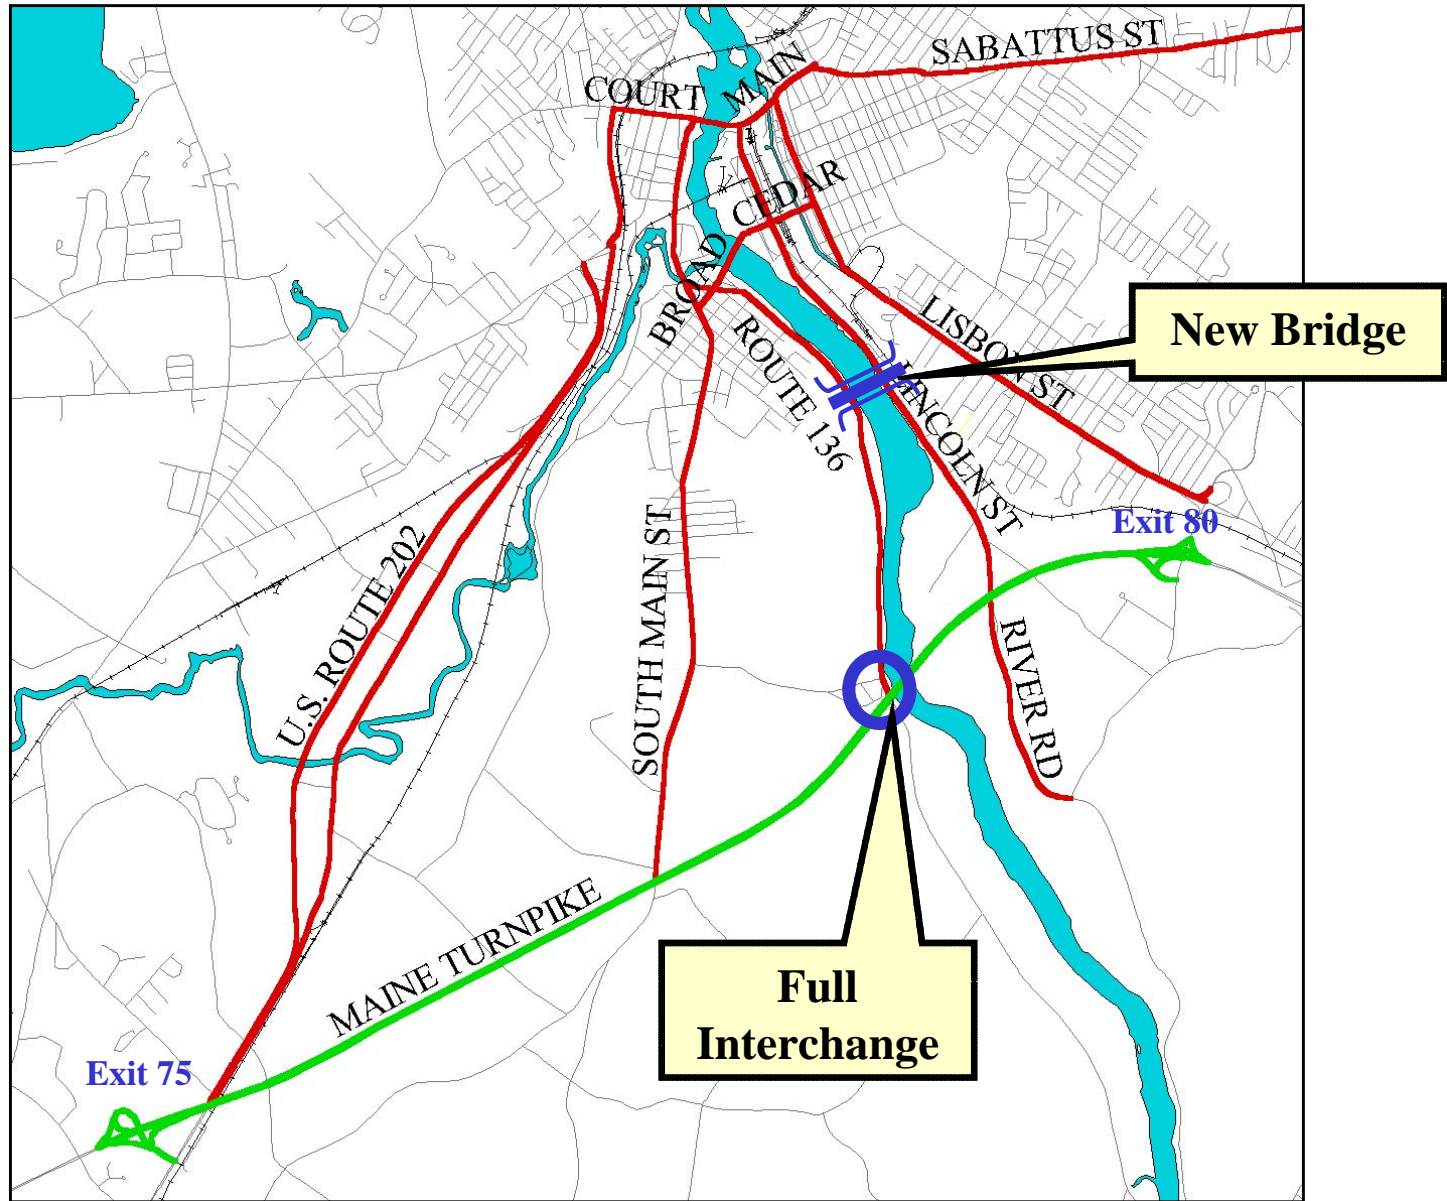 SABATTUS ST
COURT
MAIN
CEDAR
BROAD
LISBON ST
New Bridge
ROUTE 136
LINCOLN ST
Exit 80
U.S. ROUTE 202
SOUTH MAIN ST
RIVER RD
MAINE TURNPIKE
Full
Interchange
Exit 75